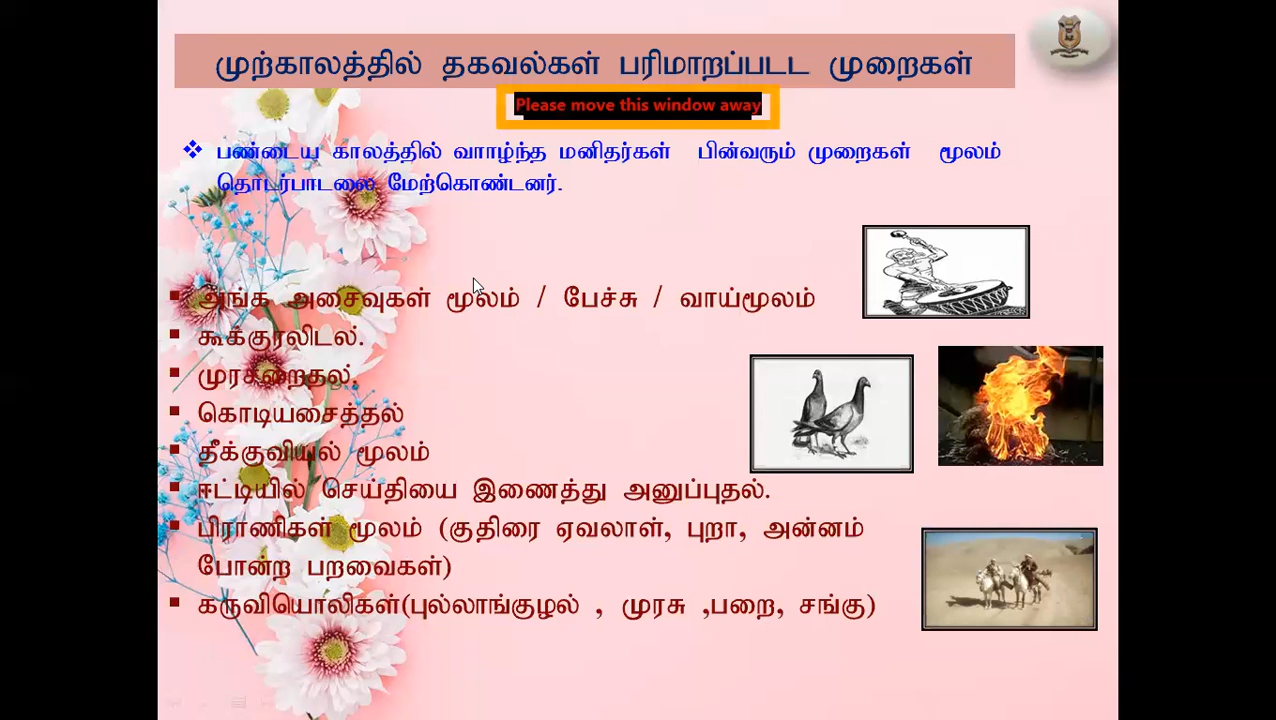 முற்காலத்தில் தகவல்கள் பரிமாறப்படட முறைகள்
Please move this window away
பண்டைய காலத்தில் வாாழ்ந்த மனிதர்கள் பின்வரும் முறைகள் மூலம்
தொடர்பாடலை மேற்கொண்டனர்.
அங்க அசைவுகள் மூலம் / பேச்சு / வாய்மூலம்
கூக்குரலிடல்.
முரசறைதல்.
கொடியசைத்தல்
தீக்குவியல் மூலம்
ஈட்டியில் செய்தியை இணைத்து அனுப்புதல்.
பிராணிகள் மூலம் (குதிரை ஏவலாள், புறா, அன்னம்
போன்ற பறவைகள்)
கருவியொலிகள்(புல்லாங்குழல் , முரசு ,பறை, சங்கு)